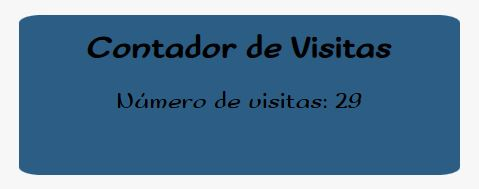 Contador de Visitas
Número de visitas: 29